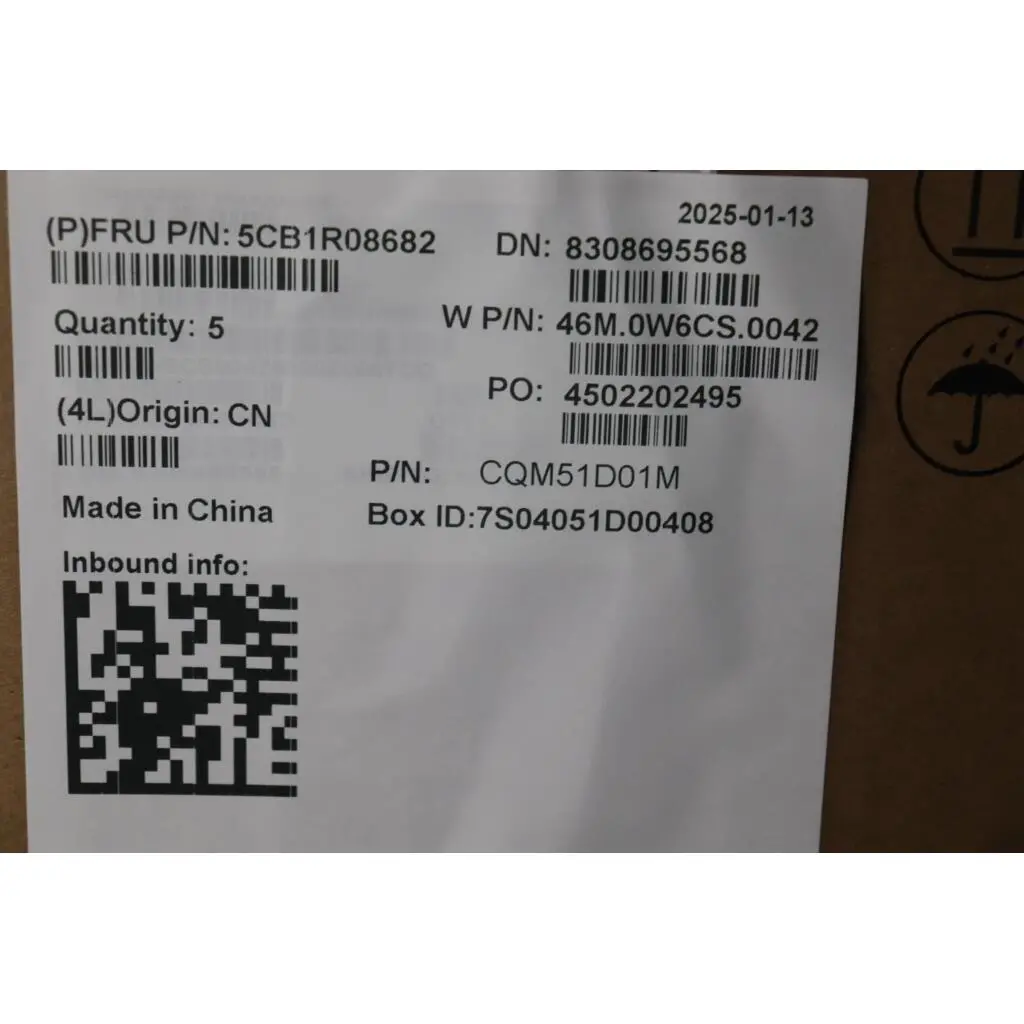 2025-01-13
(P)FRU P/N: 5CB1R08682
DN: 8308695568
Quantity: 5
W P/N: 46M.0W6CS.0042
(4L)Origin: CN
PO: 4502202495
P/N: CQM51D01M
Made in China
Box ID:7S04051D00408
Inbound info: